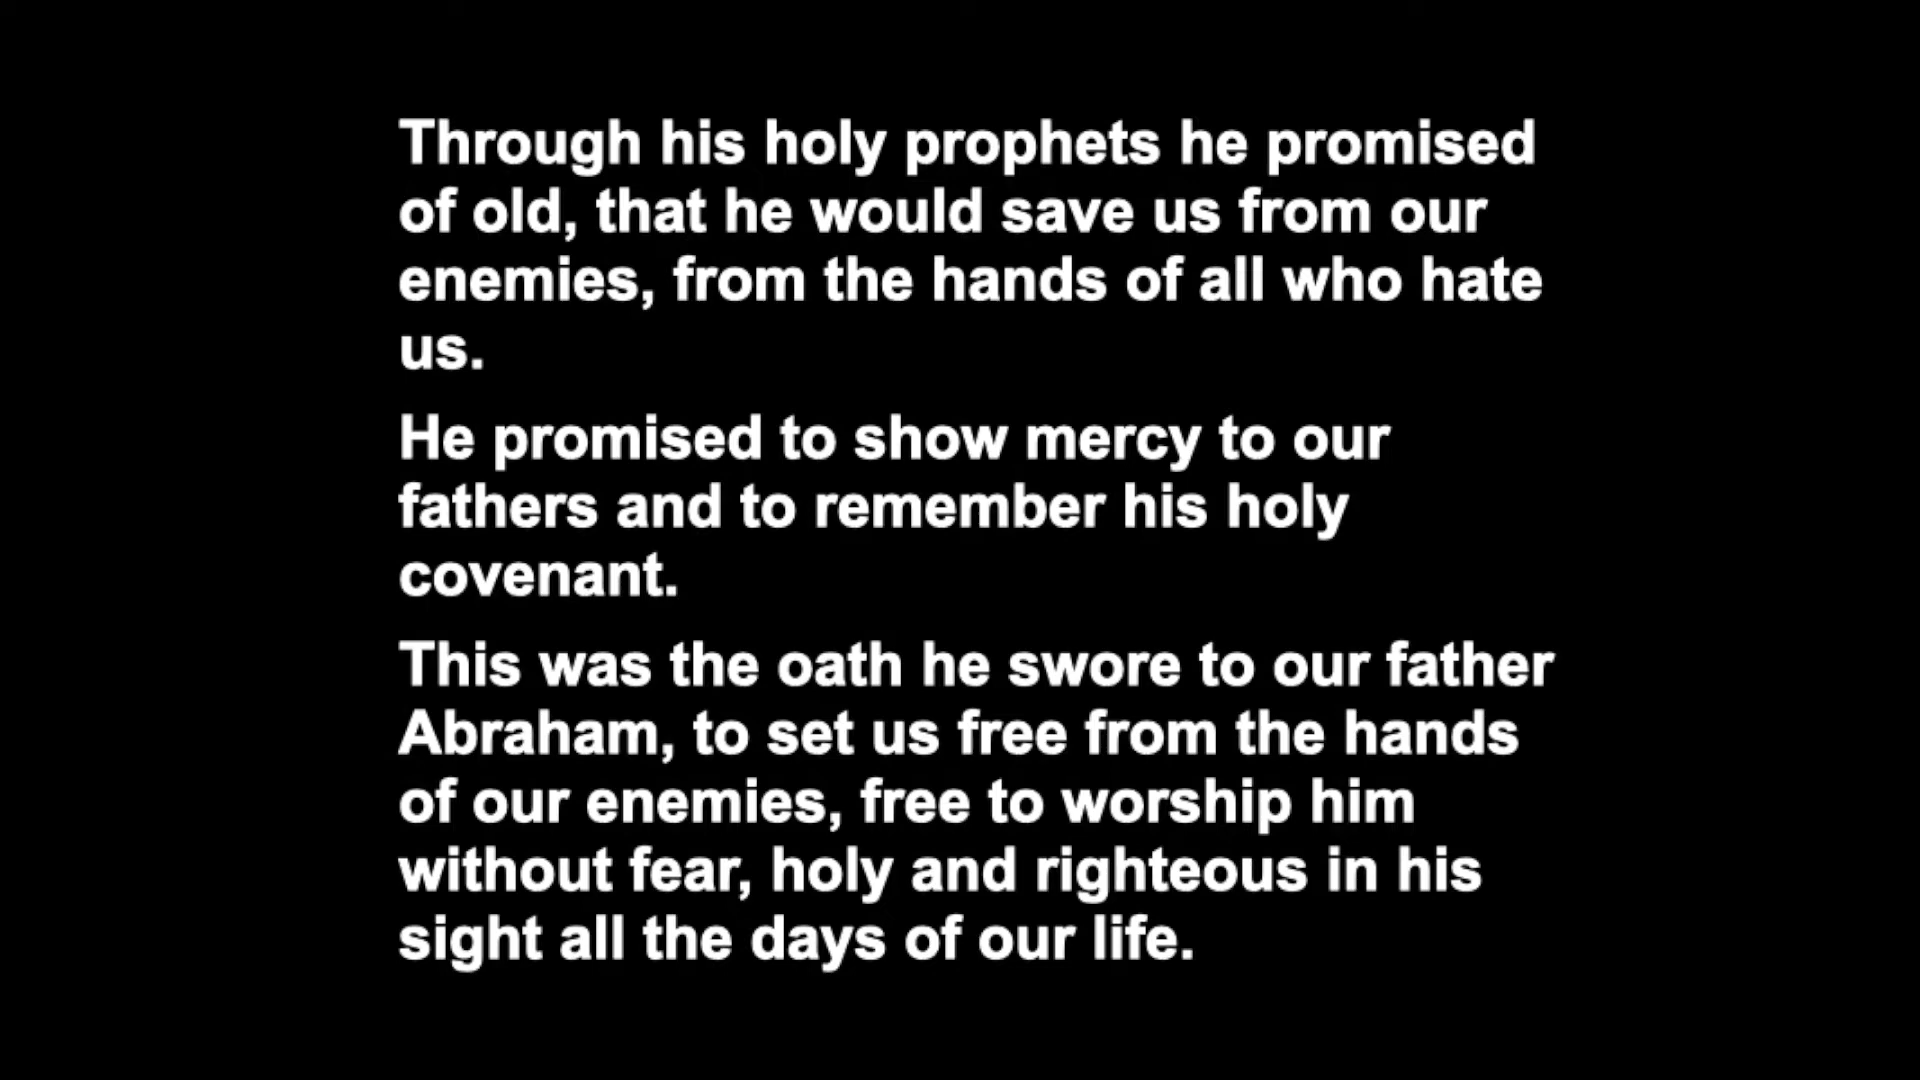 Through his holy prophets he promised
of old, that he would save us from our
enemies, from the hands of all who hate
us.
He promised to show mercy to our
fathers and to remember his holy
covenant.
This was the oath he swore to our father
Abraham, to set us free from the hands
of our enemies, free to worship him
without fear, holy and righteous in his
sight all the days of our life.